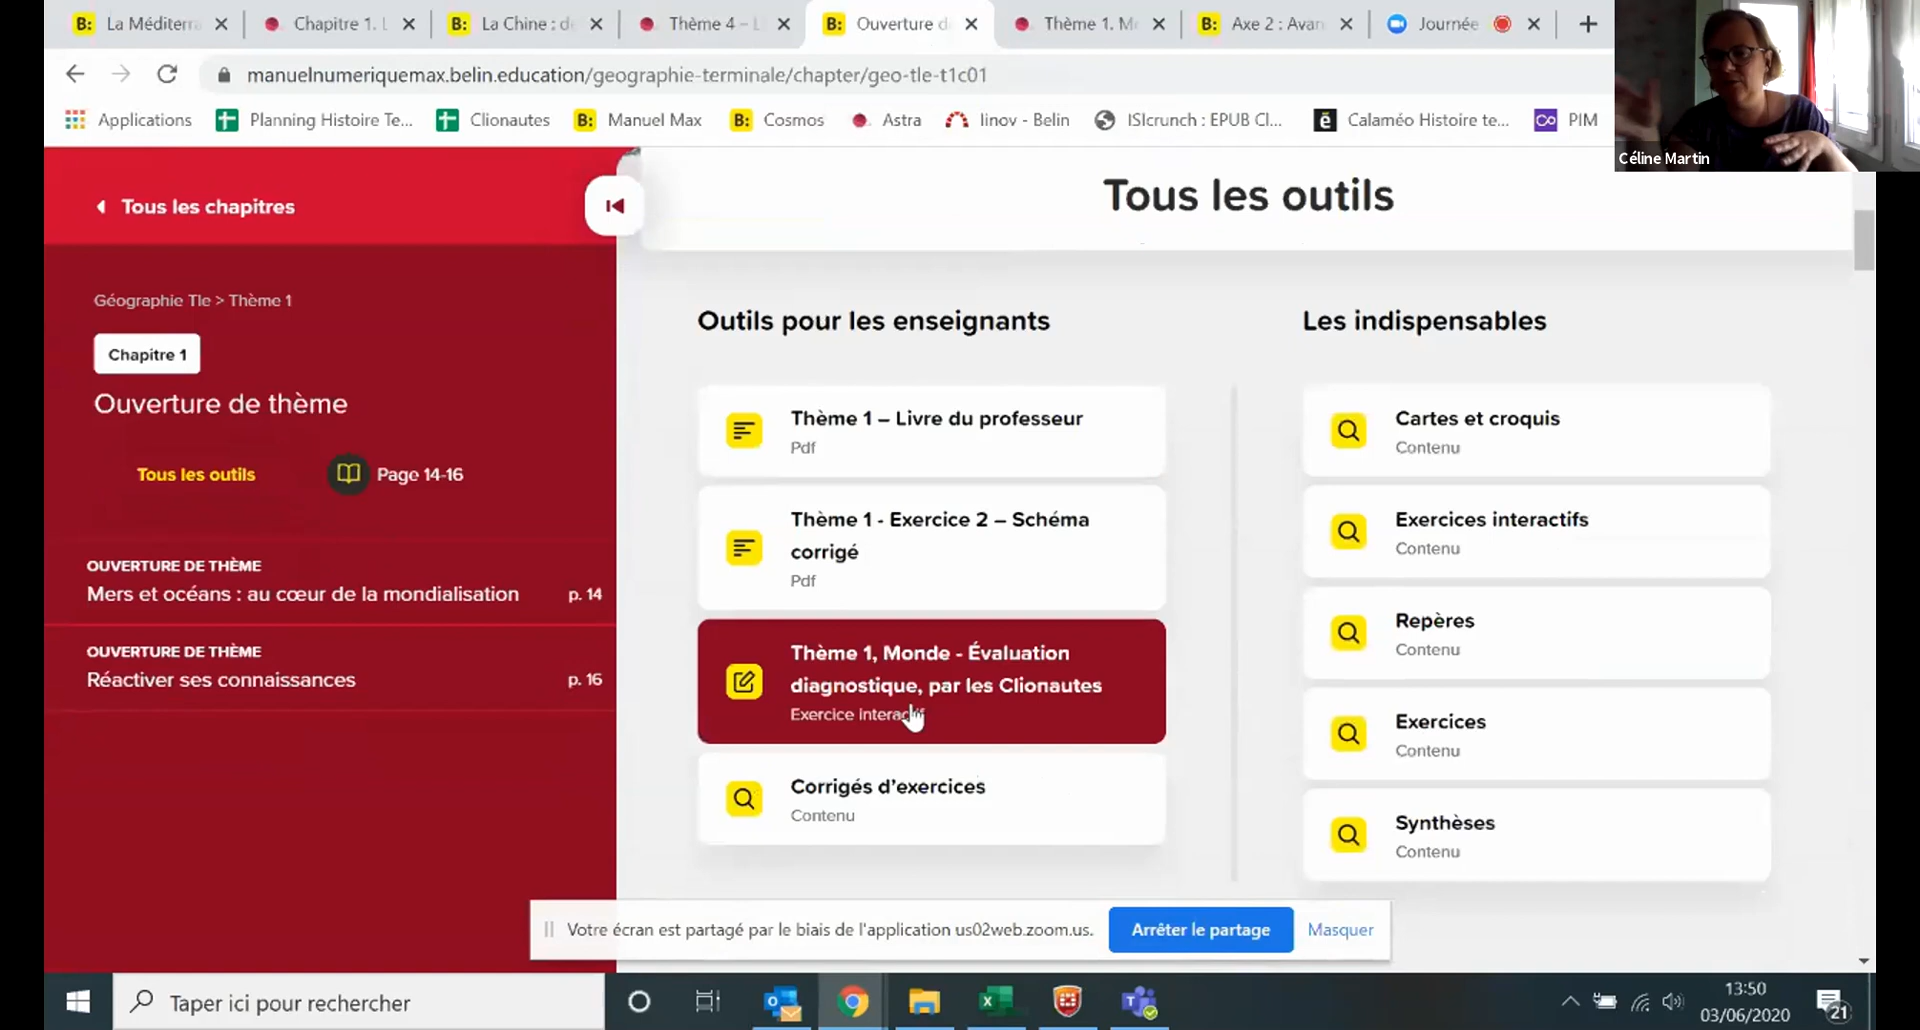 La Méditerra
Chapitre 1. L
La Chine : de
Thème 4 – L
Ouverture de
Thème 1. Mo
Axe 2 : Avan
Journée
manuelnumeriquemax.belin.education/geographie-terminale/chapter/geo-tle-t1c01
Applications
Planning Histoire Te...
Clionautes
Manuel Max
Cosmos
Astra
Iinov - Belin
ISIcrunch : EPUB Cl...
Calaméo Histoire te...
PIM
Céline Martin
Tous les chapitres
Géographie Tle > Thème 1
Chapitre 1
Ouverture de thème
Tous les outils
Page 14-16
OUVERTURE DE THÈME
Mers et océans : au cœur de la mondialisation p. 14
OUVERTURE DE THÈME
Réactiver ses connaissances p. 16
Tous les outils
Outils pour les enseignants
Thème 1 – Livre du professeur
Pdf
Thème 1 - Exercice 2 – Schéma
corrigé
Pdf
Thème 1, Monde - Évaluation
diagnostique, par les Clionautes
Exercice interactif
Corrigés d'exercices
Contenu
Les indispensables
Cartes et croquis
Contenu
Exercices interactifs
Contenu
Repères
Contenu
Exercices
Contenu
Synthèses
Contenu
Votre écran est partagé par le biais de l'application us02web.zoom.us.
Arrêter le partage
Masquer
Taper ici pour rechercher
13:50
03/06/2020
21